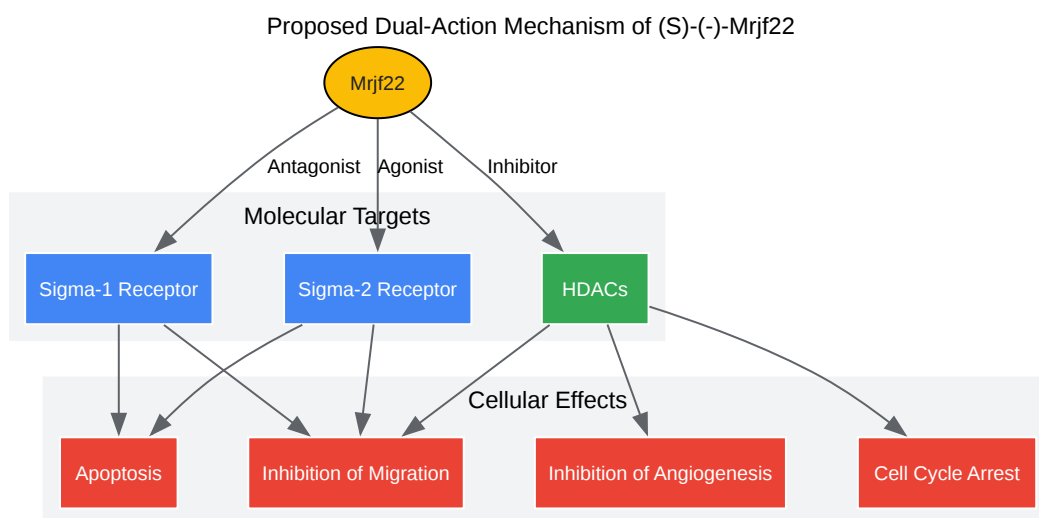 Proposed Dual-Action Mechanism of (S)-(-)-Mrjf22
Mrjf22
Antagonist
Agonist
Inhibitor
Molecular Targets
Sigma-1 Receptor
Sigma-2 Receptor
HDACs
Cellular Effects
Apoptosis
Inhibition of Migration
Inhibition of Angiogenesis
Cell Cycle Arrest